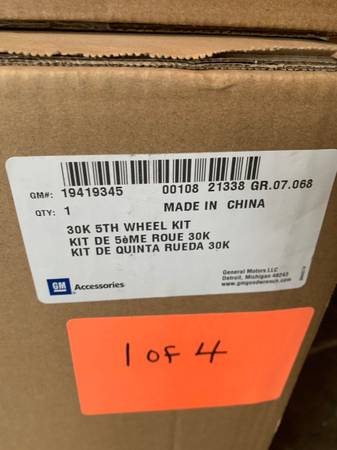 GM#: 19419345 00108 21338 GR.07.068
QTY: 1 MADE IN CHINA
30K 5TH WHEEL KIT
KIT DE 5èME ROUE 30K
KIT DE QUINTA RUEDA 30K
GM Accessories
General Motors LLC
Detroit, Michigan 48243
www.gmgoodwrench.com
1 of 4